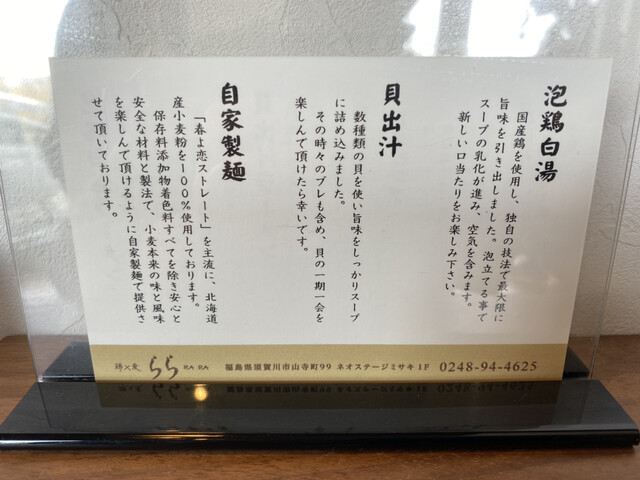 泡鶏白湯
国産鶏を使用し、独自の技法で最大限に
旨味を引き出しました。泡立てる事で
スープの乳化が進み、空気を含みます。
新しい口当たりをお楽しみ下さい。
貝出汁
数種類の貝を使い旨味をしっかりスープ
に詰め込みました。
その時々のブレも含め、貝の一期一会を
楽しんで頂けたら幸いです。
自家製麺
「春よ恋ストレート」を主流に、北海道
産小麦粉を100%使用しております。
保存料添加物着色料すべてを除き安心と
安全な材料と製法で、小麦本来の味と風味
を楽しんで頂けるように自家製麺で提供さ
せて頂いております。
らら RA RA 福島県須賀川市山寺町99 ネオステージミサキ 1F 0248-94-4625